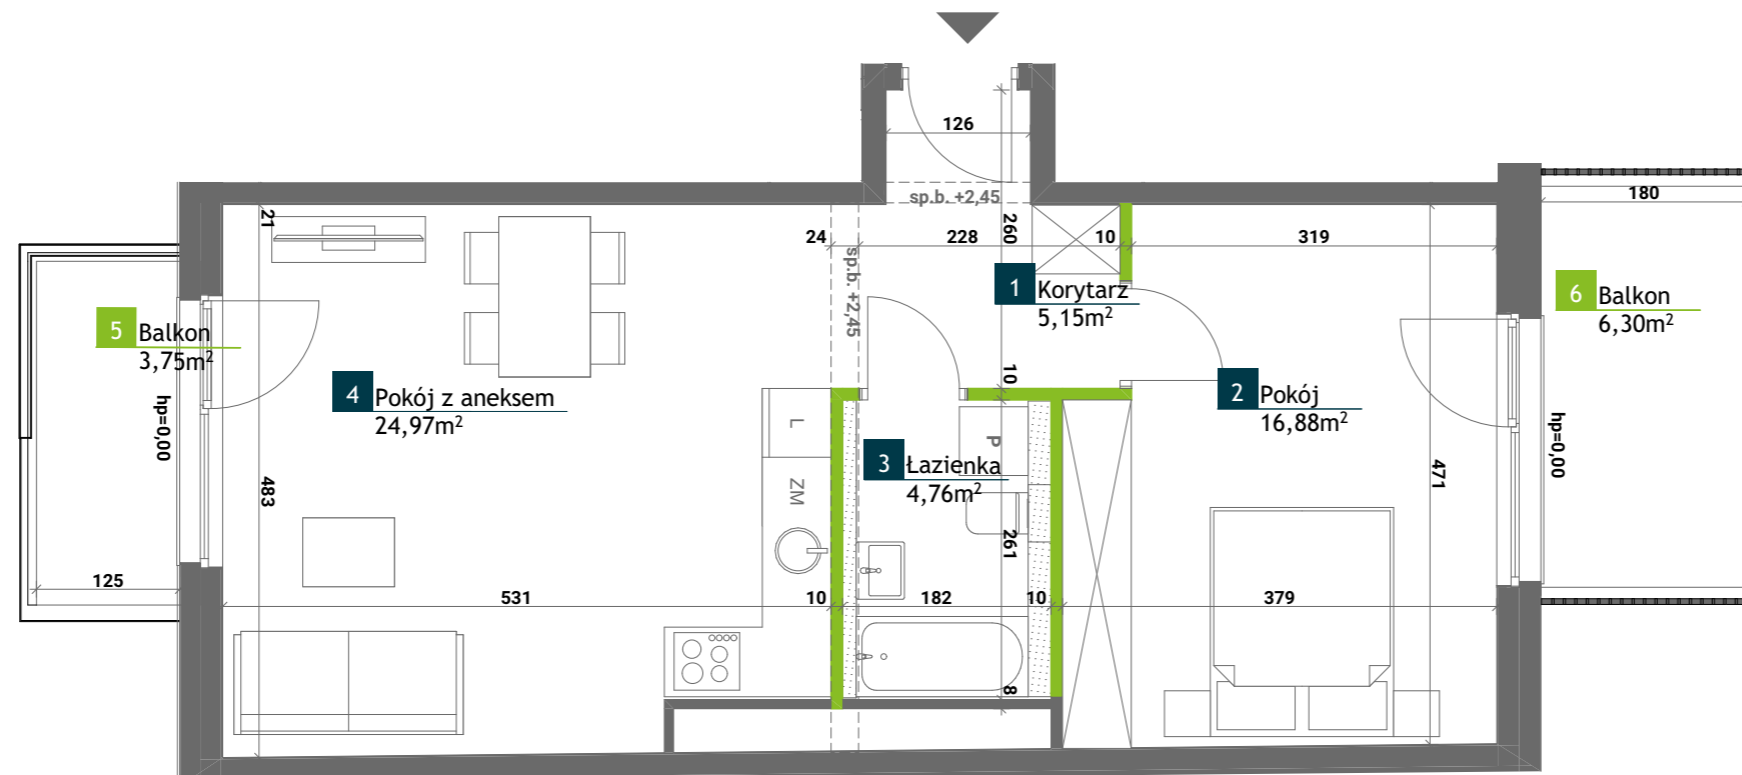 126
sp.b. +2,45
180
21
24
228
260
10
319
sp.b. +2,45
1 Korytarz
5,15m²
6 Balkon
6,30m²
5 Balkon
3,75m²
4 Pokój z aneksem
24,97m²
10
2 Pokój
16,88m²
hp=0,00
L
P
hp=0,00
3 Łazienka
4,76m²
483
ZM
471
261
125
531
10
182
10
379
8